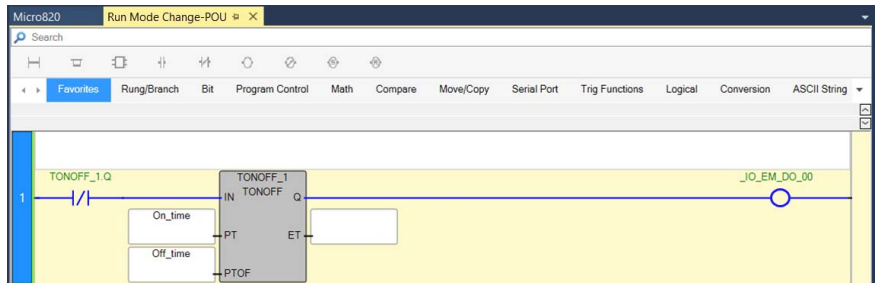 Micro820 Run Mode Change-POU
Search
Favorites Rung/Branch Bit Program Control Math Compare Move/Copy Serial Port Trig Functions Logical Conversion ASCII String
TONOFF_1.Q TONOFF_1 _IO_EM_DO_00
TONOFF
1 IN Q
On_time
PT ET
Off_time
PTOF